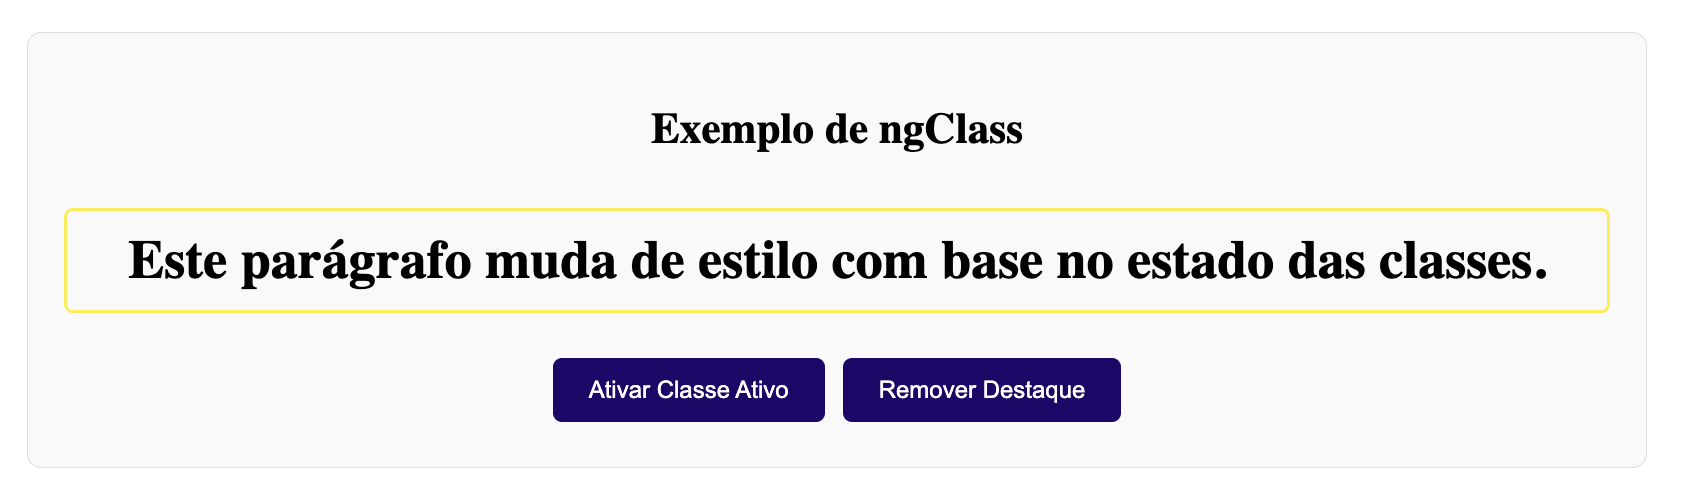 Exemplo de ngClass
Este parágrafo muda de estilo com base no estado das classes.
Ativar Classe Ativo
Remover Destaque